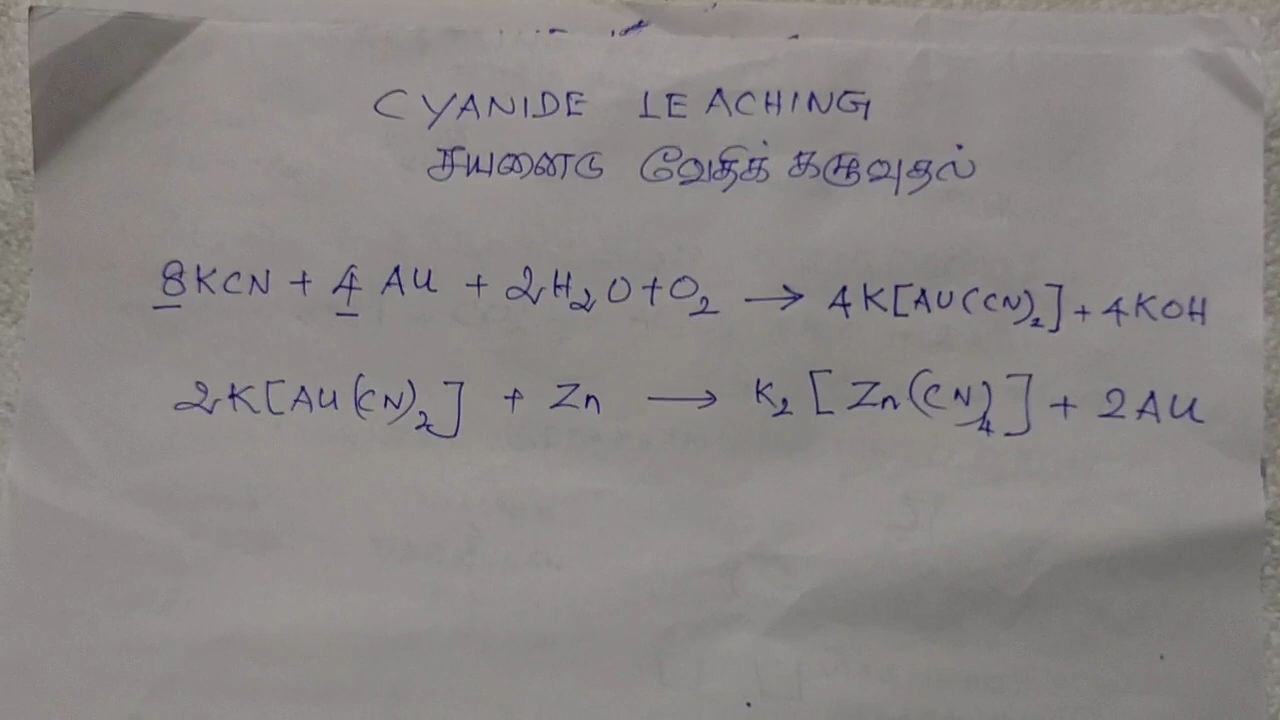 CYANIDE LEACHING
சயனைடு வேதிக் கழுவுதல்
8KCN + 4 AU + 2H₂O + O₂ → 4K[AU(CN)₂] + 4KOH
2K[AU(CN)₂] + Zn → K₂[Zn(CN)₄] + 2AU